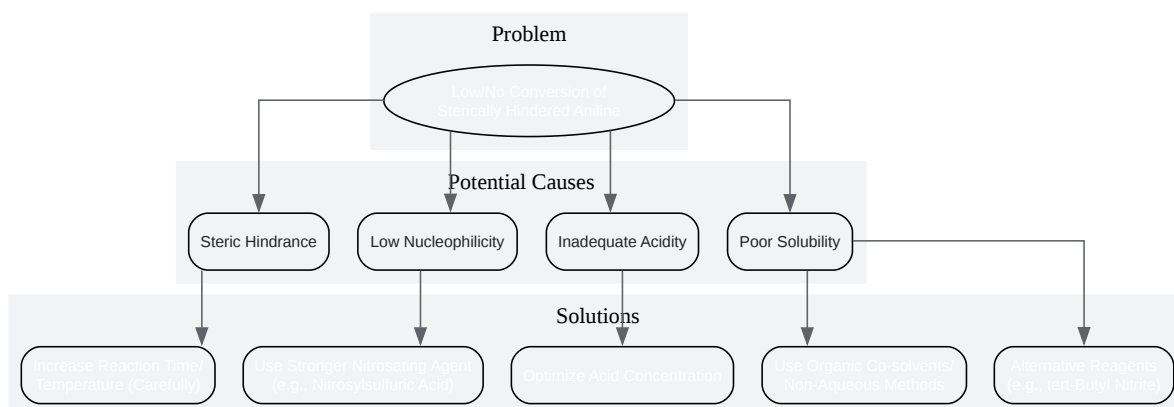 Problem
Low/No Conversion of
Sterically Hindered Aniline
Potential Causes
Steric Hindrance
Low Nucleophilicity
Inadequate Acidity
Poor Solubility
Solutions
Increase Reaction Time/
Temperature (Carefully)
Use Stronger Nitrosating Agent
(e.g., Nitrosylsulfuric Acid)
Optimize Acid Concentration
Use Organic Co-solvents/
Non-Aqueous Methods
Alternative Reagents
(e.g., tert-Butyl Nitrite)